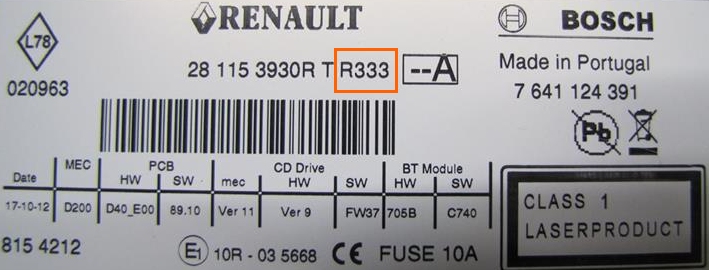 RENAULT
BOSCH
L78
020963
28 115 3930R T R333 --A
Made in Portugal
7 641 124 391
Pb
Date MEC PCB CD Drive BT Module
HW SW mec HW SW HW SW
17-10-12 D200 D40_E00 89.10 Ver 11 Ver 9 FW37 705B C740
CLASS 1
LASERPRODUCT
815 4212 E1 10R - 03 5668 CE FUSE 10A